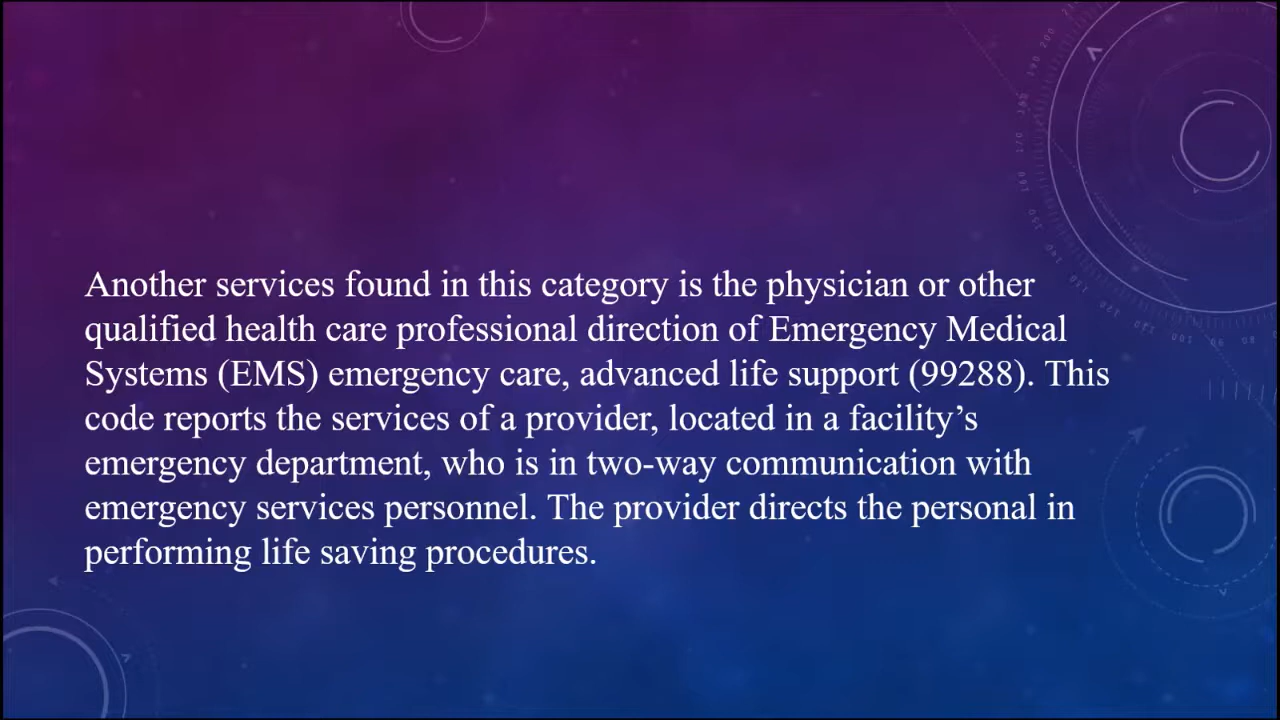 Another services found in this category is the physician or other
qualified health care professional direction of Emergency Medical
Systems (EMS) emergency care, advanced life support (99288). This
code reports the services of a provider, located in a facility’s
emergency department, who is in two-way communication with
emergency services personnel. The provider directs the personal in
performing life saving procedures.